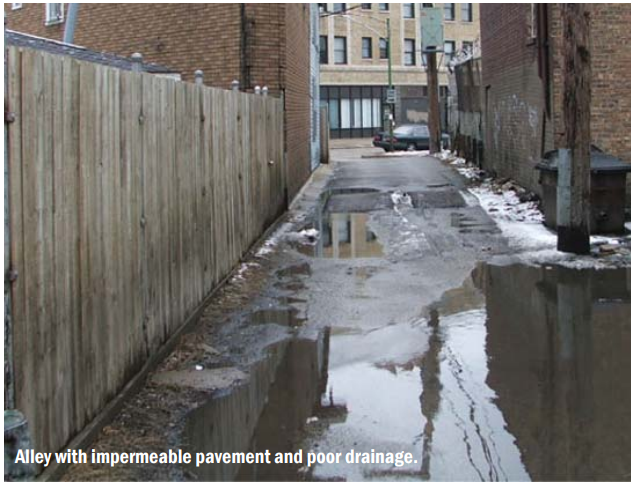 Alley with impermeable pavement and poor drainage.